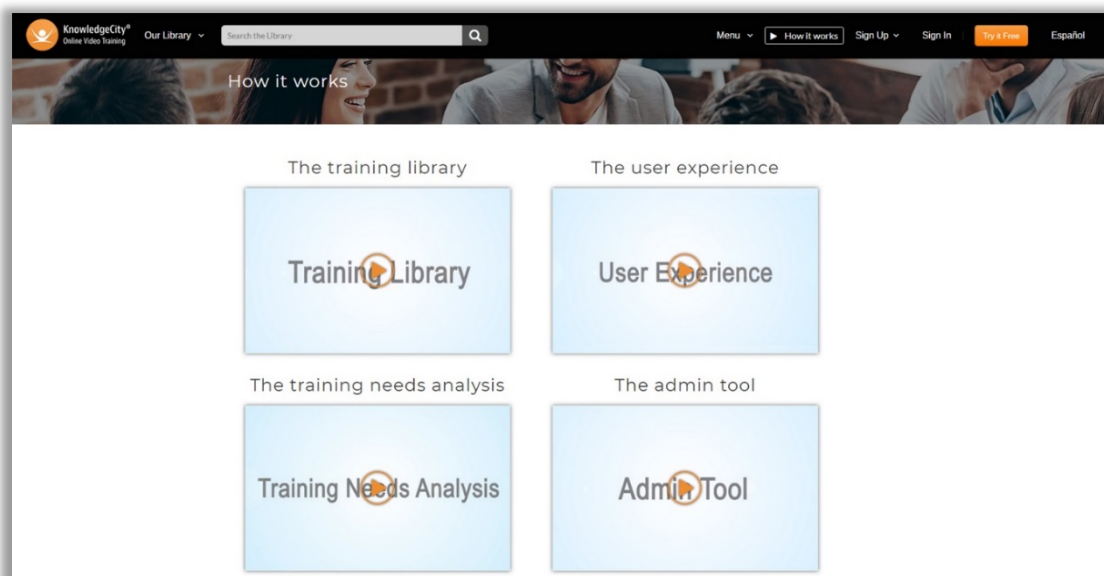 KnowledgeCity®
Online Video Training
Our Library
Search the Library
Menu
How it works
Sign Up
Sign In
Try it Free
Español
How it works
The training library
The user experience
Training Library
User Experience
The training needs analysis
The admin tool
Training Needs Analysis
Admin Tool